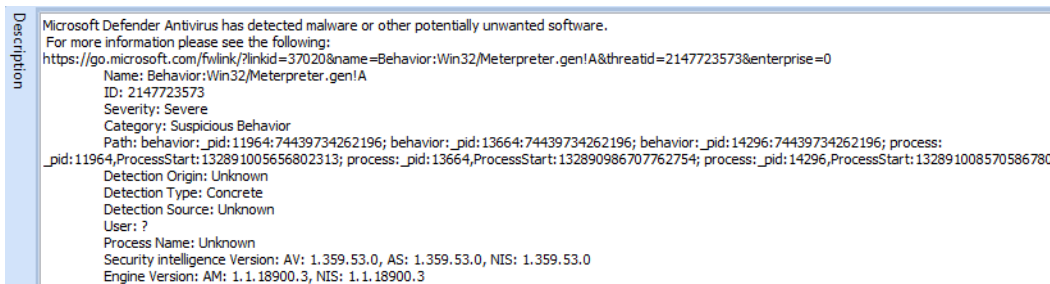 Description
Microsoft Defender Antivirus has detected malware or other potentially unwanted software.
For more information please see the following:
https://go.microsoft.com/fwlink/?linkid=37020&name=Behavior:Win32/Meterpreter.gen!A&threatid=2147723573&enterprise=0
Name: Behavior:Win32/Meterpreter.gen!A
ID: 2147723573
Severity: Severe
Category: Suspicious Behavior
Path: behavior:_pid:11964:74439734262196; behavior:_pid:13664:74439734262196; behavior:_pid:14296:74439734262196; process:
_pid:11964,ProcessStart:132891005656802313; process:_pid:13664,ProcessStart:132890986707762754; process:_pid:14296,ProcessStart:132891008570586780
Detection Origin: Unknown
Detection Type: Concrete
Detection Source: Unknown
User: ?
Process Name: Unknown
Security intelligence Version: AV: 1.359.53.0, AS: 1.359.53.0, NIS: 1.359.53.0
Engine Version: AM: 1.1.18900.3, NIS: 1.1.18900.3